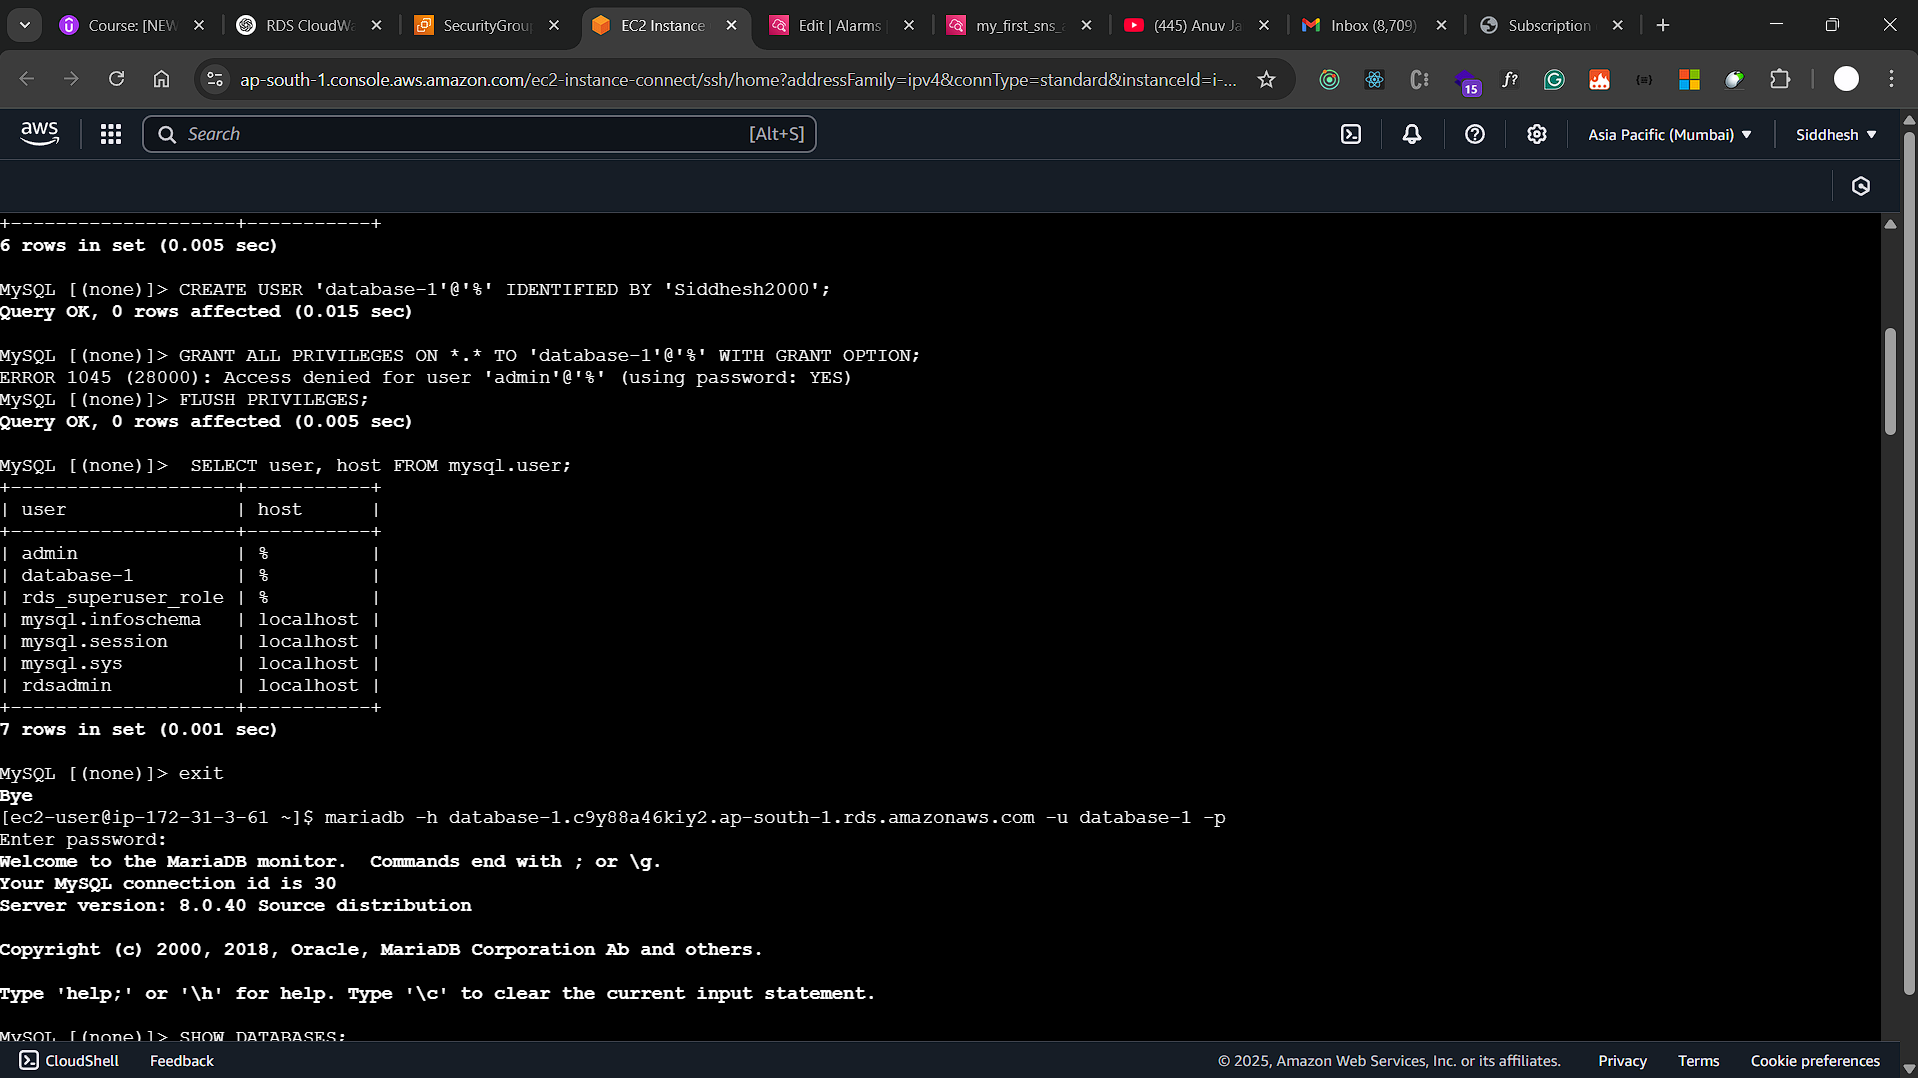 Course: [NEW
RDS CloudWa
SecurityGrou
EC2 Instance
Edit | Alarms
my_first_sns_a
(445) Anuv Ja
Inbox (8,709)
Subscription
ap-south-1.console.aws.amazon.com/ec2-instance-connect/ssh/home?addressFamily=ipv4&connType=standard&instanceId=i-...
15
f?
aws
Search
[Alt+S]
Asia Pacific (Mumbai)
Siddhesh
+--------------------+-----------+
6 rows in set (0.005 sec)
MySQL [(none)]> CREATE USER 'database-1'@'%' IDENTIFIED BY 'Siddhesh2000';
Query OK, 0 rows affected (0.015 sec)
MySQL [(none)]> GRANT ALL PRIVILEGES ON *.* TO 'database-1'@'%' WITH GRANT OPTION;
ERROR 1045 (28000): Access denied for user 'admin'@'%' (using password: YES)
MySQL [(none)]> FLUSH PRIVILEGES;
Query OK, 0 rows affected (0.005 sec)
MySQL [(none)]>  SELECT user, host FROM mysql.user;
+--------------------+-----------+
| user               | host      |
+--------------------+-----------+
| admin              | %         |
| database-1         | %         |
| rds_superuser_role | %         |
| mysql.infoschema   | localhost |
| mysql.session      | localhost |
| mysql.sys          | localhost |
| rdsadmin           | localhost |
+--------------------+-----------+
7 rows in set (0.001 sec)
MySQL [(none)]> exit
Bye
[ec2-user@ip-172-31-3-61 ~]$ mariadb -h database-1.c9y88a46kiy2.ap-south-1.rds.amazonaws.com -u database-1 -p
Enter password:
Welcome to the MariaDB monitor.  Commands end with ; or \g.
Your MySQL connection id is 30
Server version: 8.0.40 Source distribution
Copyright (c) 2000, 2018, Oracle, MariaDB Corporation Ab and others.
Type 'help;' or '\h' for help. Type '\c' to clear the current input statement.
MySQL [(none)]> SHOW DATABASES;
CloudShell
Feedback
© 2025, Amazon Web Services, Inc. or its affiliates.
Privacy
Terms
Cookie preferences